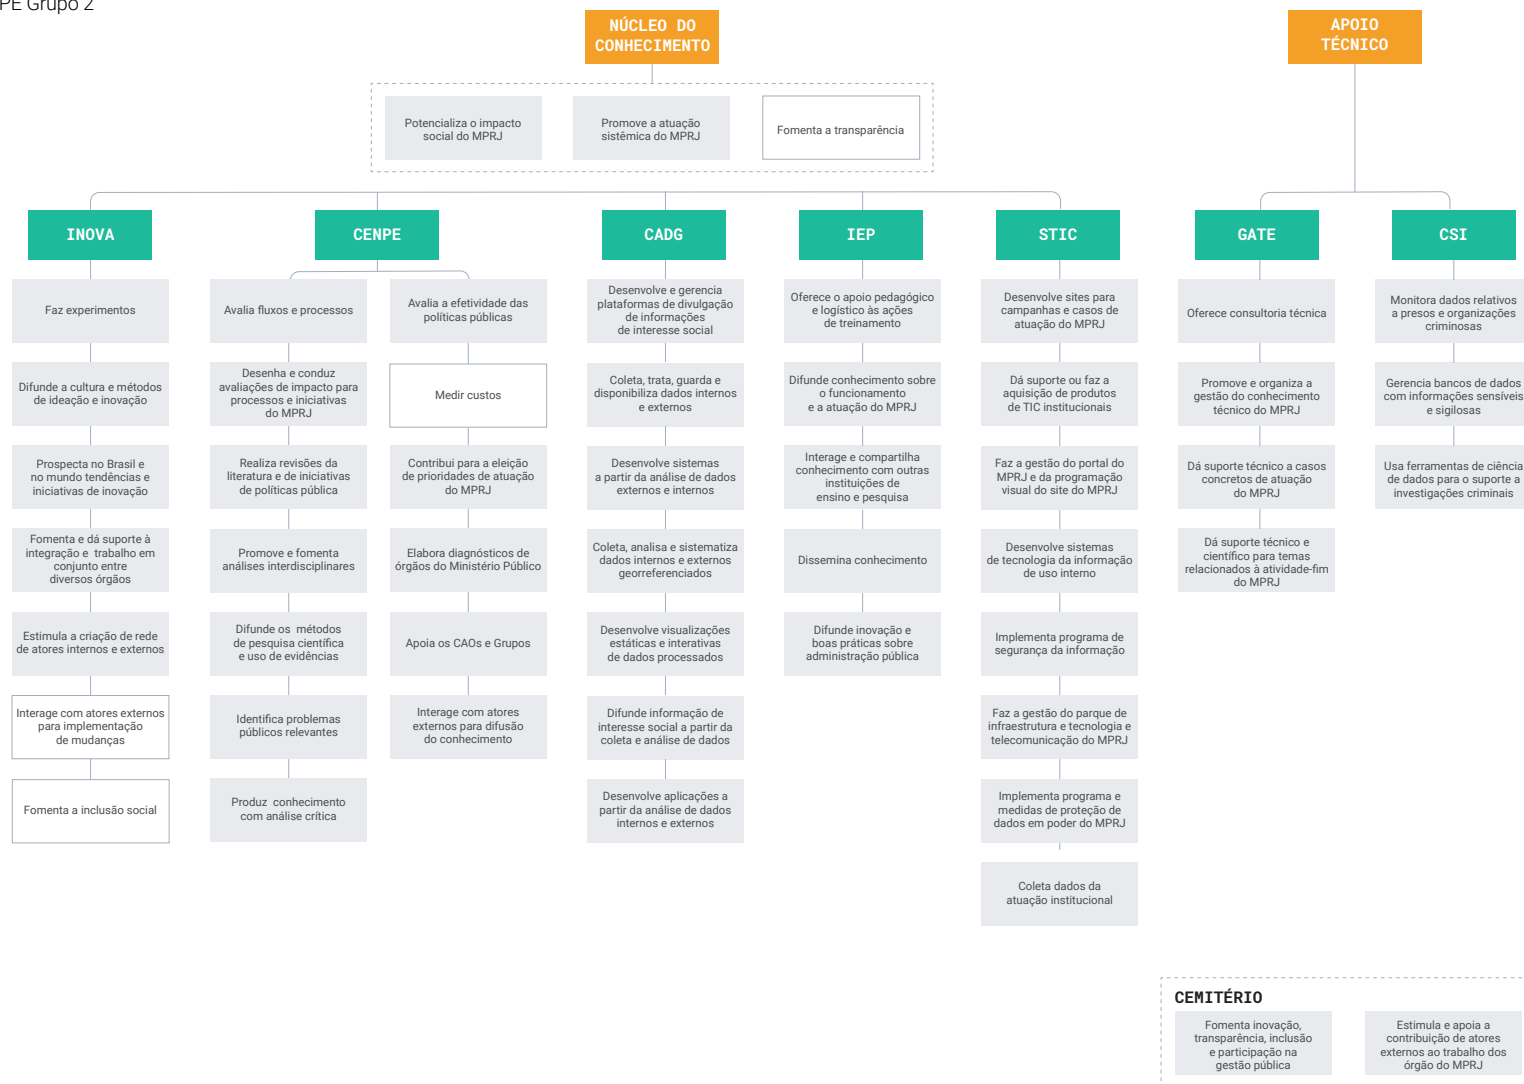 PE Grupo 2
NÚCLEO DO
CONHECIMENTO
APOIO
TÉCNICO
Potencializa o impacto
social do MPRJ
Promove a atuação
sistêmica do MPRJ
Fomenta a transparência
INOVA
CENPE
CADG
IEP
STIC
GATE
CSI
Faz experimentos
Difunde a cultura e métodos
de ideação e inovação
Prospecta no Brasil e
no mundo tendências e
iniciativas de inovação
Fomenta e dá suporte à
integração e trabalho em
conjunto entre
diversos órgãos
Estimula a criação de rede
de atores internos e externos
Interage com atores externos
para implementação
de mudanças
Fomenta a inclusão social
Avalia fluxos e processos
Desenha e conduz
avaliações de impacto para
processos e iniciativas
do MPRJ
Realiza revisões da
literatura e de iniciativas
de políticas pública
Promove e fomenta
análises interdisciplinares
Difunde os métodos
de pesquisa científica
e uso de evidências
Identifica problemas
públicos relevantes
Produz conhecimento
com análise crítica
Avalia a efetividade das
políticas públicas
Medir custos
Contribui para a eleição
de prioridades de atuação
do MPRJ
Elabora diagnósticos de
órgãos do Ministério Público
Apoia os CAOs e Grupos
Interage com atores
externos para difusão
do conhecimento
Desenvolve e gerencia
plataformas de divulgação
de informações
de interesse social
Coleta, trata, guarda e
disponibiliza dados internos
e externos
Desenvolve sistemas
a partir da análise de dados
externos e internos
Coleta, analisa e sistematiza
dados internos e externos
georreferenciados
Desenvolve visualizações
estáticas e interativas
de dados processados
Difunde informação de
interesse social a partir da
coleta e análise de dados
Desenvolve aplicações a
partir da análise de dados
internos e externos
Oferece o apoio pedagógico
e logístico às ações
de treinamento
Difunde conhecimento sobre
o funcionamento
e a atuação do MPRJ
Interage e compartilha
conhecimento com outras
instituições de
ensino e pesquisa
Dissemina conhecimento
Difunde inovação e
boas práticas sobre
administração pública
Desenvolve sites para
campanhas e casos de
atuação do MPRJ
Dá suporte ou faz a
aquisição de produtos
de TIC institucionais
Faz a gestão do portal do
MPRJ e da programação
visual do site do MPRJ
Desenvolve sistemas
de tecnologia da informação
de uso interno
Implementa programa de
segurança da informação
Faz a gestão do parque de
infraestrutura e tecnologia e
telecomunicação do MPRJ
Implementa programa e
medidas de proteção de
dados em poder do MPRJ
Coleta dados da
atuação institucional
Oferece consultoria técnica
Promove e organiza a
gestão do conhecimento
técnico do MPRJ
Dá suporte técnico a casos
concretos de atuação
do MPRJ
Dá suporte técnico e
científico para temas
relacionados à atividade-fim
do MPRJ
Monitora dados relativos
a presos e organizações
criminosas
Gerencia bancos de dados
com informações sensíveis
e sigilosas
Usa ferramentas de ciência
de dados para o suporte a
investigações criminais
CEMITÉRIO
Fomenta inovação,
transparência, inclusão
e participação na
gestão pública
Estimula e apoia a
contribuição de atores
externos ao trabalho dos
órgão do MPRJ